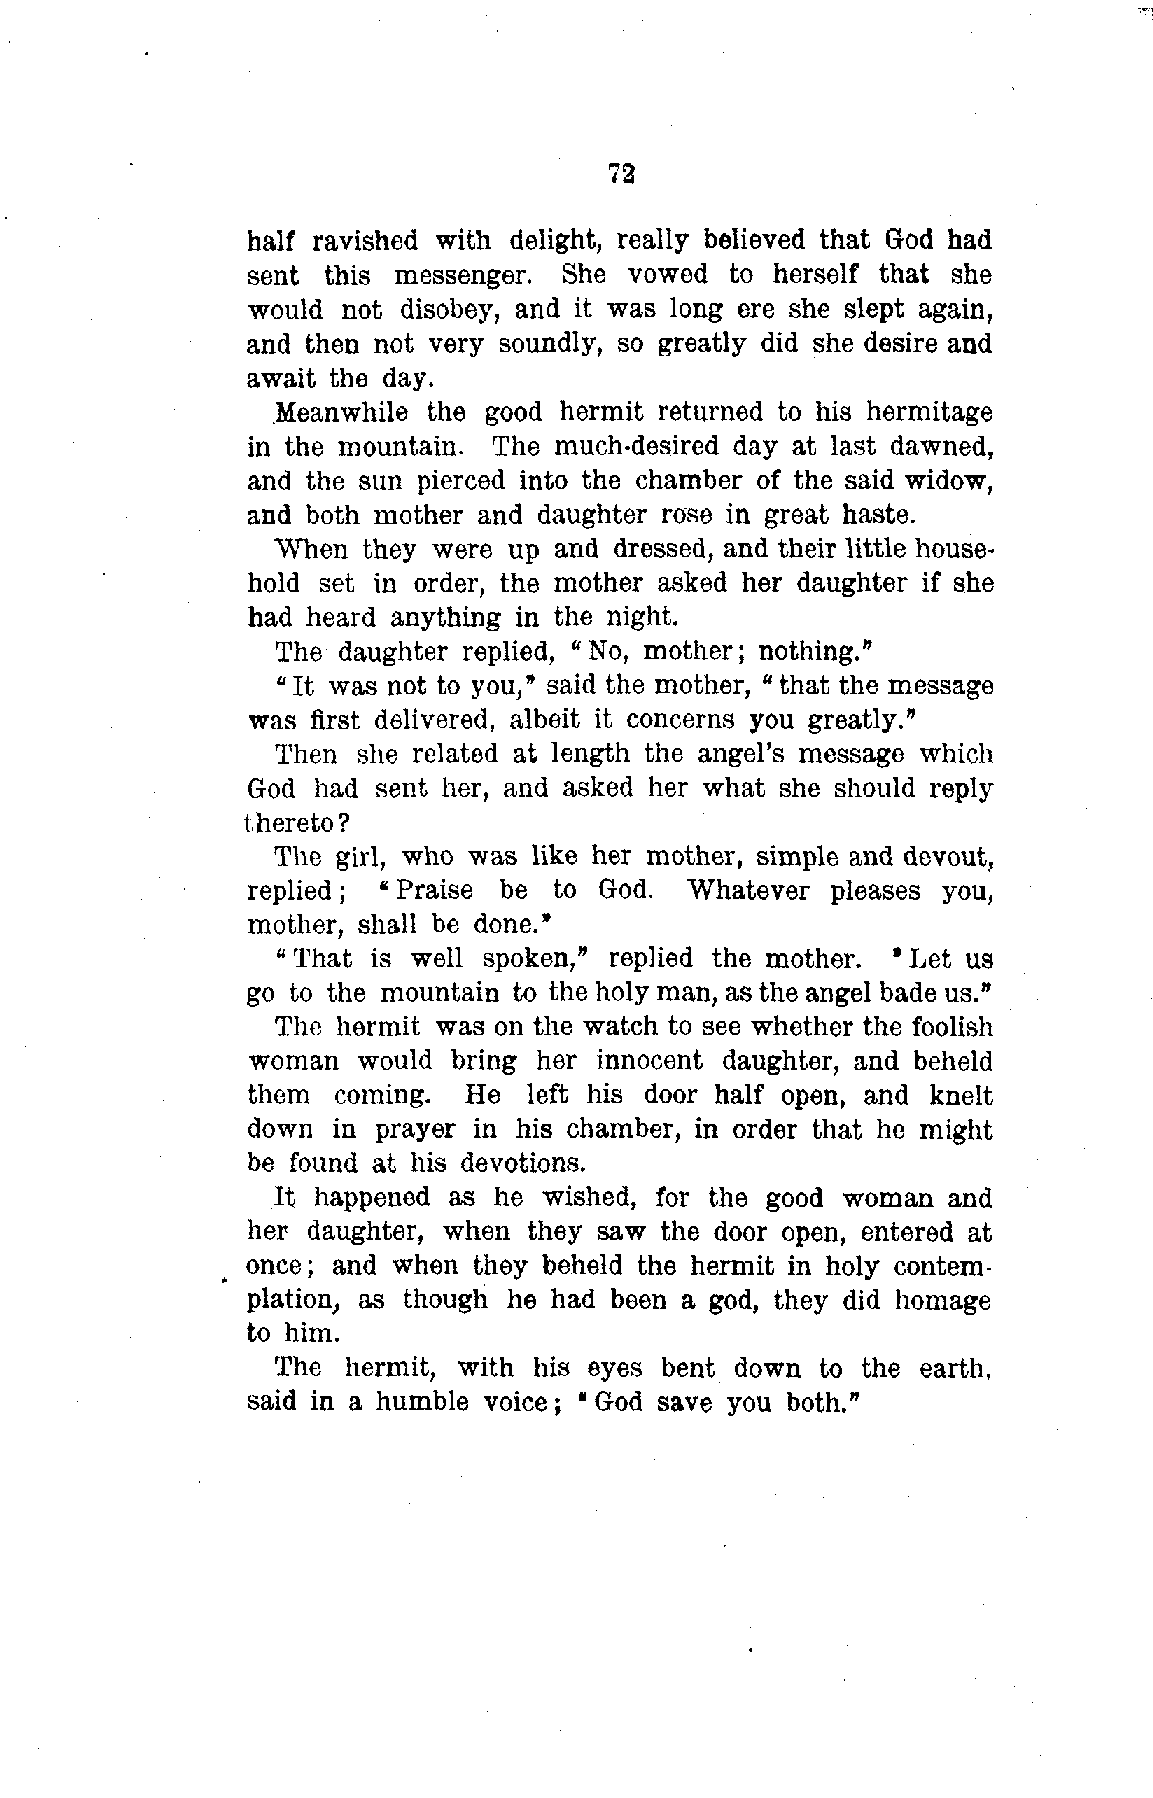 72
half ravished with delight, really believed that God had
sent this messenger. She vowed to herself that she
would not disobey, and it was long ere she slept again,
and then not very soundly, so greatly did she desire and
await the day.
Meanwhile the good hermit returned to his hermitage
in the mountain. The much-desired day at last dawned,
and the sun pierced into the chamber of the said widow,
and both mother and daughter rose in great haste.
When they were up and dressed, and their little house-
hold set in order, the mother asked her daughter if she
had heard anything in the night.
The daughter replied, "No, mother; nothing."
"It was not to you," said the mother, "that the message
was first delivered, albeit it concerns you greatly."
Then she related at length the angel's message which
God had sent her, and asked her what she should reply
thereto?
The girl, who was like her mother, simple and devout,
replied; "Praise be to God. Whatever pleases you,
mother, shall be done."
"That is well spoken," replied the mother. "Let us
go to the mountain to the holy man, as the angel bade us."
The hermit was on the watch to see whether the foolish
woman would bring her innocent daughter, and beheld
them coming. He left his door half open, and knelt
down in prayer in his chamber, in order that he might
be found at his devotions.
It happened as he wished, for the good woman and
her daughter, when they saw the door open, entered at
once; and when they beheld the hermit in holy contem-
plation, as though he had been a god, they did homage
to him.
The hermit, with his eyes bent down to the earth,
said in a humble voice; "God save you both."